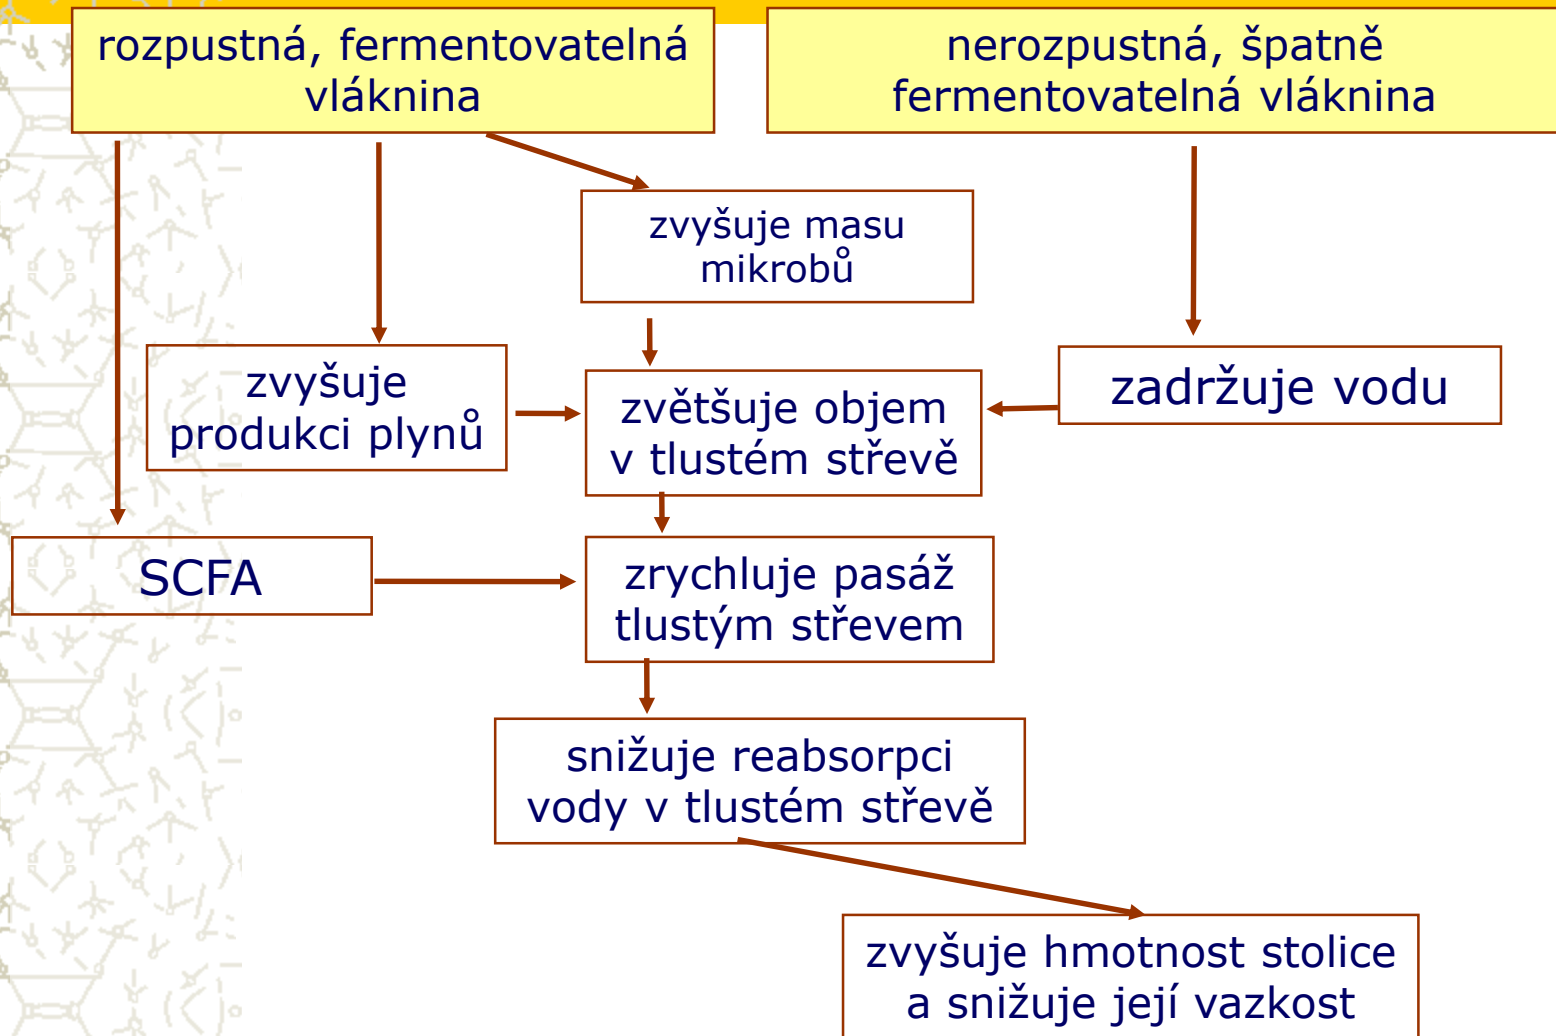 rozpustná, fermentovatelná
vláknina
nerozpustná, špatně
fermentovatelná vláknina
zvyšuje masu
mikrobů
zvyšuje
produkci plynů
zvětšuje objem
v tlustém střevě
zadržuje vodu
SCFA
zrychluje pasáž
tlustým střevem
snižuje reabsorpci
vody v tlustém střevě
zvyšuje hmotnost stolice
a snižuje její vazkost